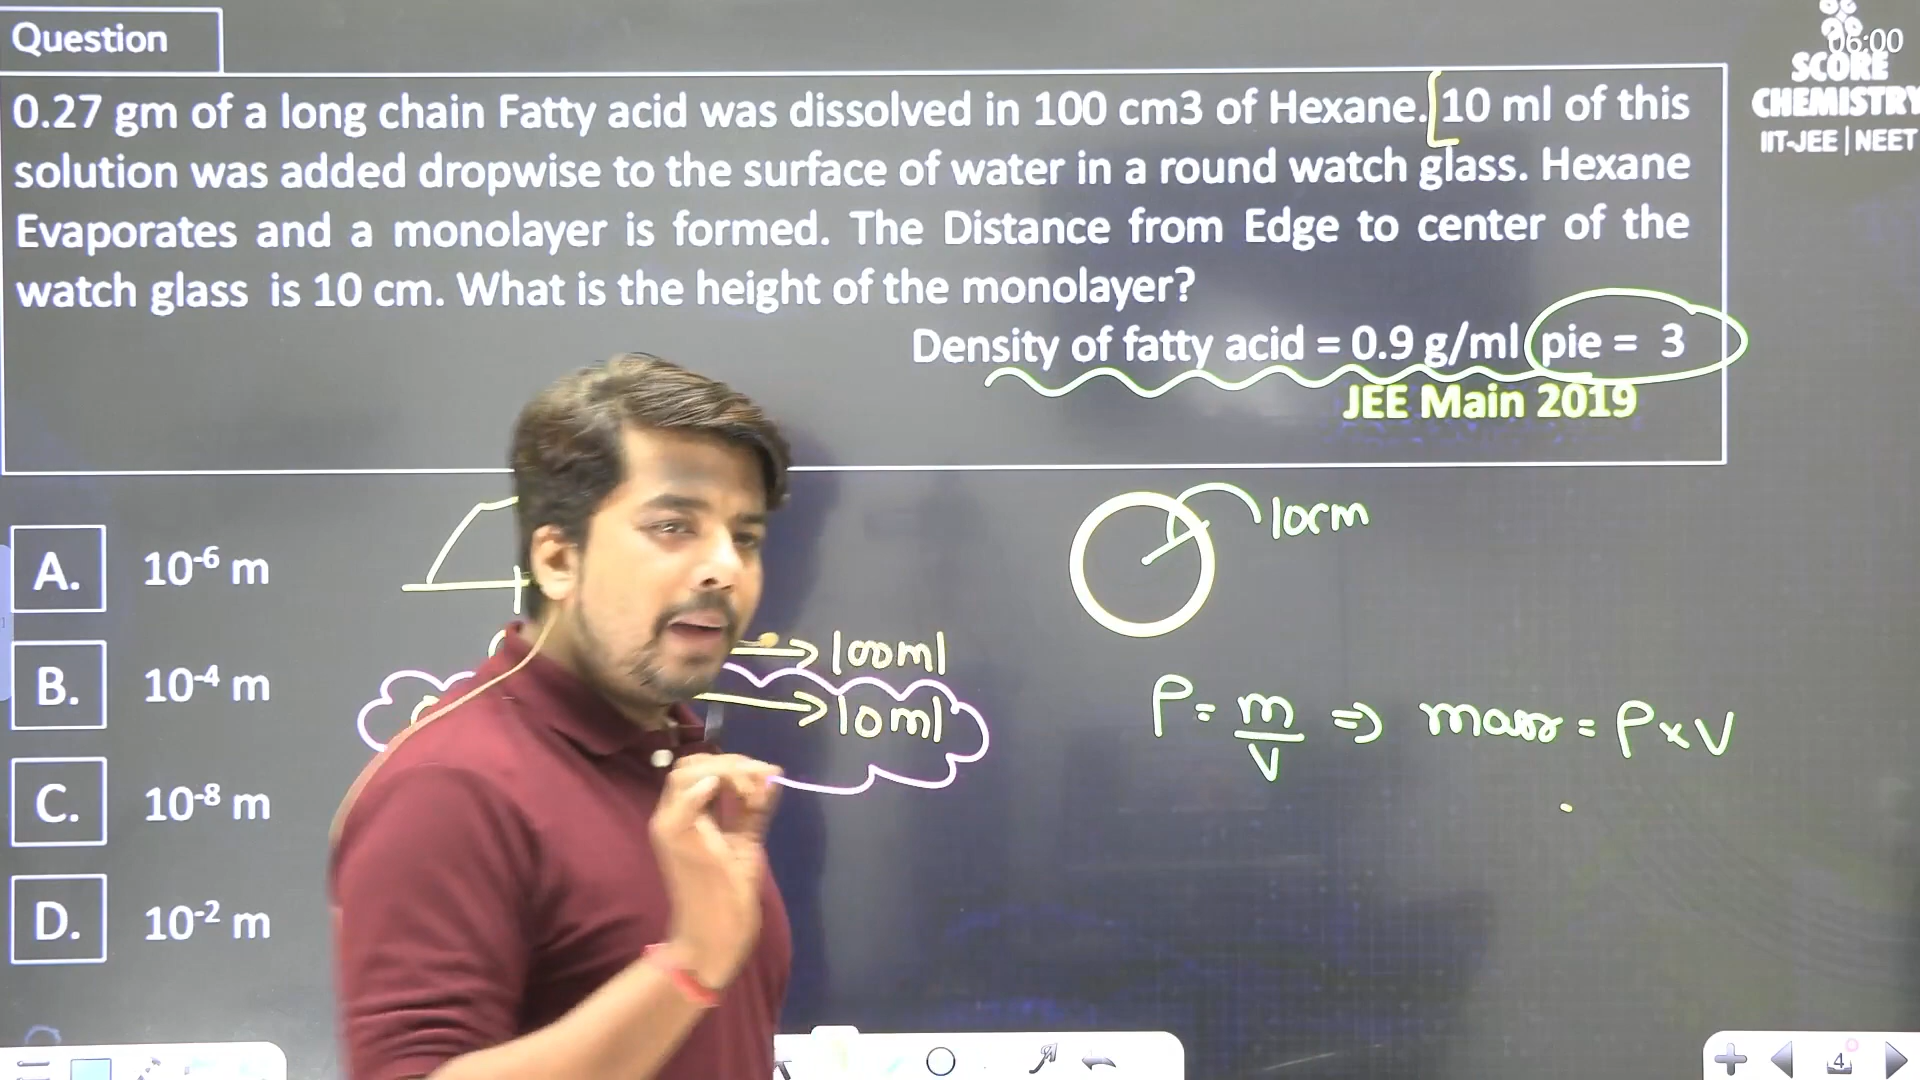 Question
06:00
SCORE
CHEMISTRY
IIT-JEE | NEET
0.27 gm of a long chain Fatty acid was dissolved in 100 cm3 of Hexane. [10 ml of this
solution was added dropwise to the surface of water in a round watch glass. Hexane
Evaporates and a monolayer is formed. The Distance from Edge to center of the
watch glass is 10 cm. What is the height of the monolayer?
Density of fatty acid = 0.9 g/ml pie = 3
JEE Main 2019
A. 10⁻⁶ m
B. 10⁻⁴ m
C. 10⁻⁸ m
D. 10⁻² m
10cm
→ 100ml
→ 10ml
ρ = m/V ⇒ mass = ρ × V
4